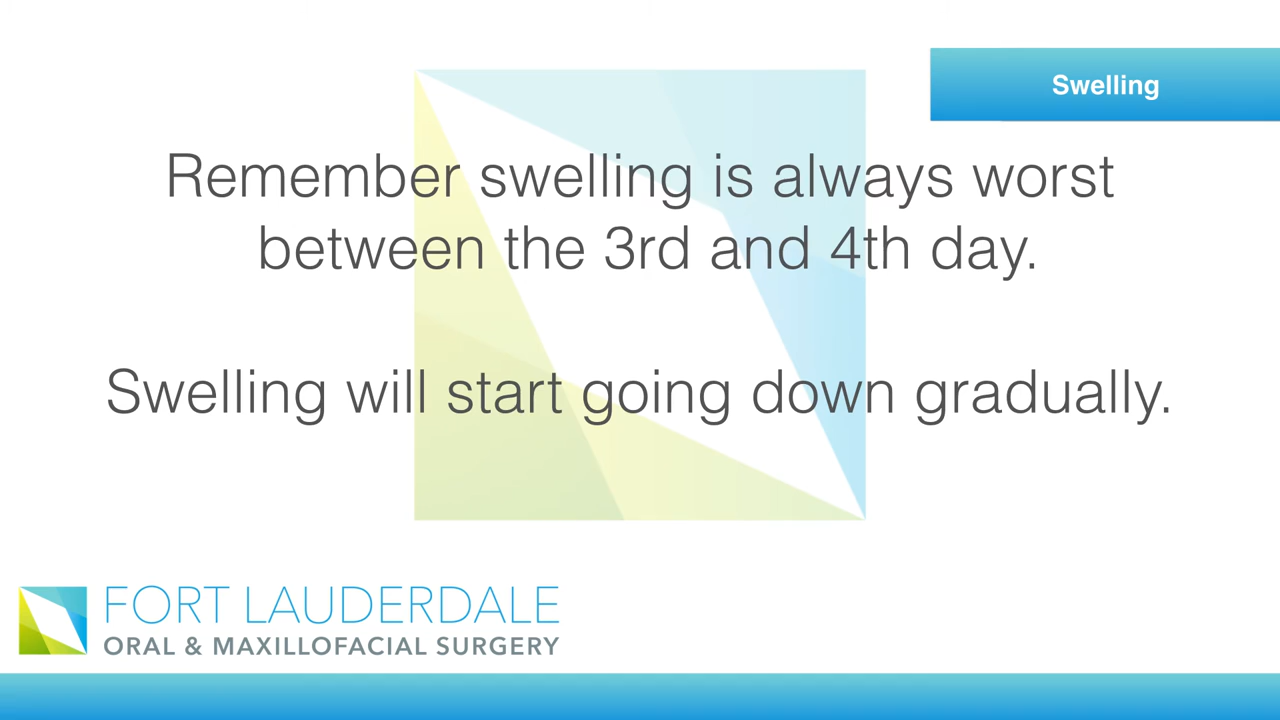 Swelling
Remember swelling is always worst
between the 3rd and 4th day.
Swelling will start going down gradually.
FORT LAUDERDALE
ORAL & MAXILLOFACIAL SURGERY